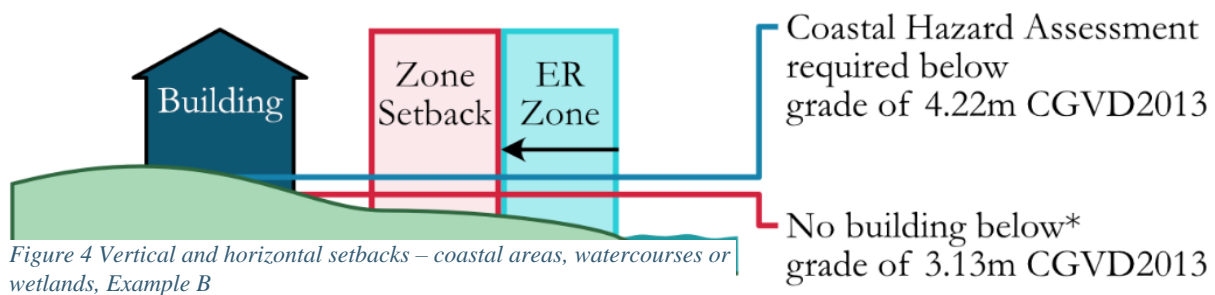 Building
Zone
Setback
ER
Zone
Coastal Hazard Assessment
required below
grade of 4.22m CGVD2013
No building below*
grade of 3.13m CGVD2013
Figure 4 Vertical and horizontal setbacks – coastal areas, watercourses or
wetlands, Example B